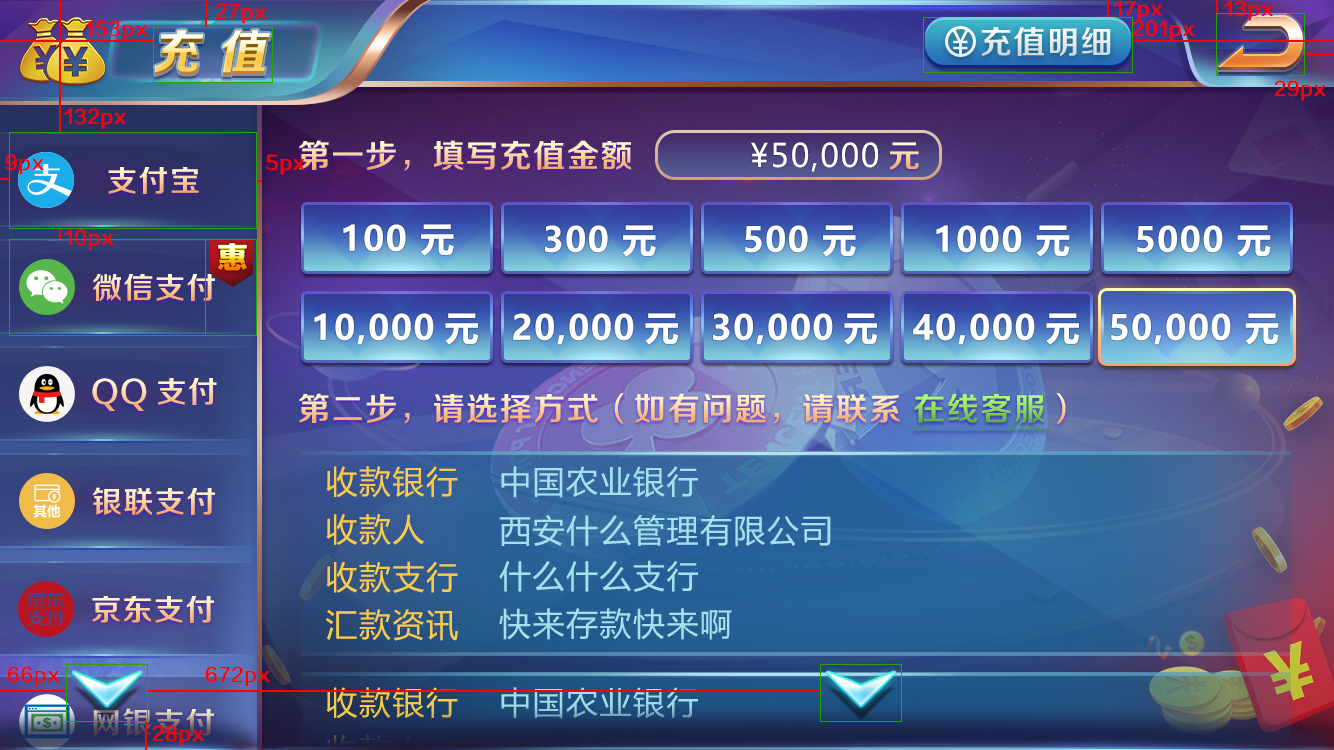 27px
17px
13px
153px
充值
充值明细
201px
29px
132px
9px
支付宝
5px
第一步，填写充值金额
¥50,000 元
10px
惠
微信支付
100 元
300 元
500 元
1000 元
5000 元
10,000 元
20,000 元
30,000 元
40,000 元
50,000 元
QQ 支付
第二步，请选择方式（如有问题，请联系 在线客服）
其他
银联支付
收款银行 中国农业银行
收款人 西安什么管理有限公司
收款支行 什么什么支行
汇款资讯 快来存款快来啊
京东支付
京东支付
66px
672px
网银支付
28px
收款银行 中国农业银行